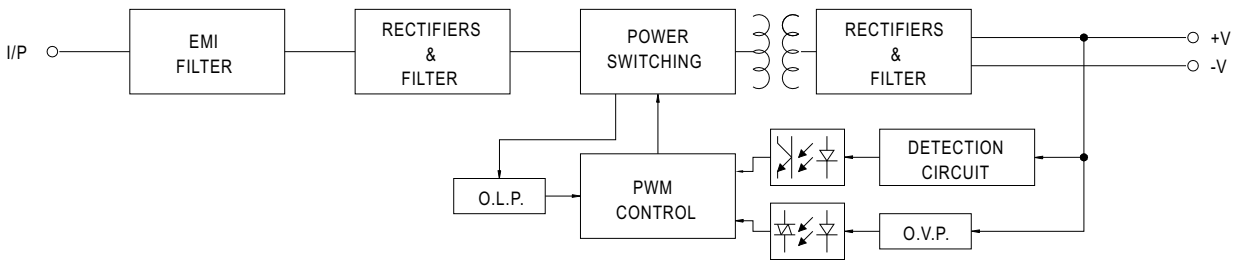 I/P
EMI
FILTER
RECTIFIERS
&
FILTER
POWER
SWITCHING
RECTIFIERS
&
FILTER
+V
-V
O.L.P.
PWM
CONTROL
DETECTION
CIRCUIT
O.V.P.